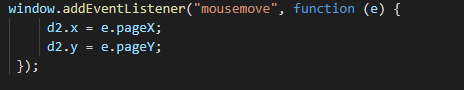 window.addEventListener("mousemove", function (e) {
    d2.x = e.pageX;
    d2.y = e.pageY;
});